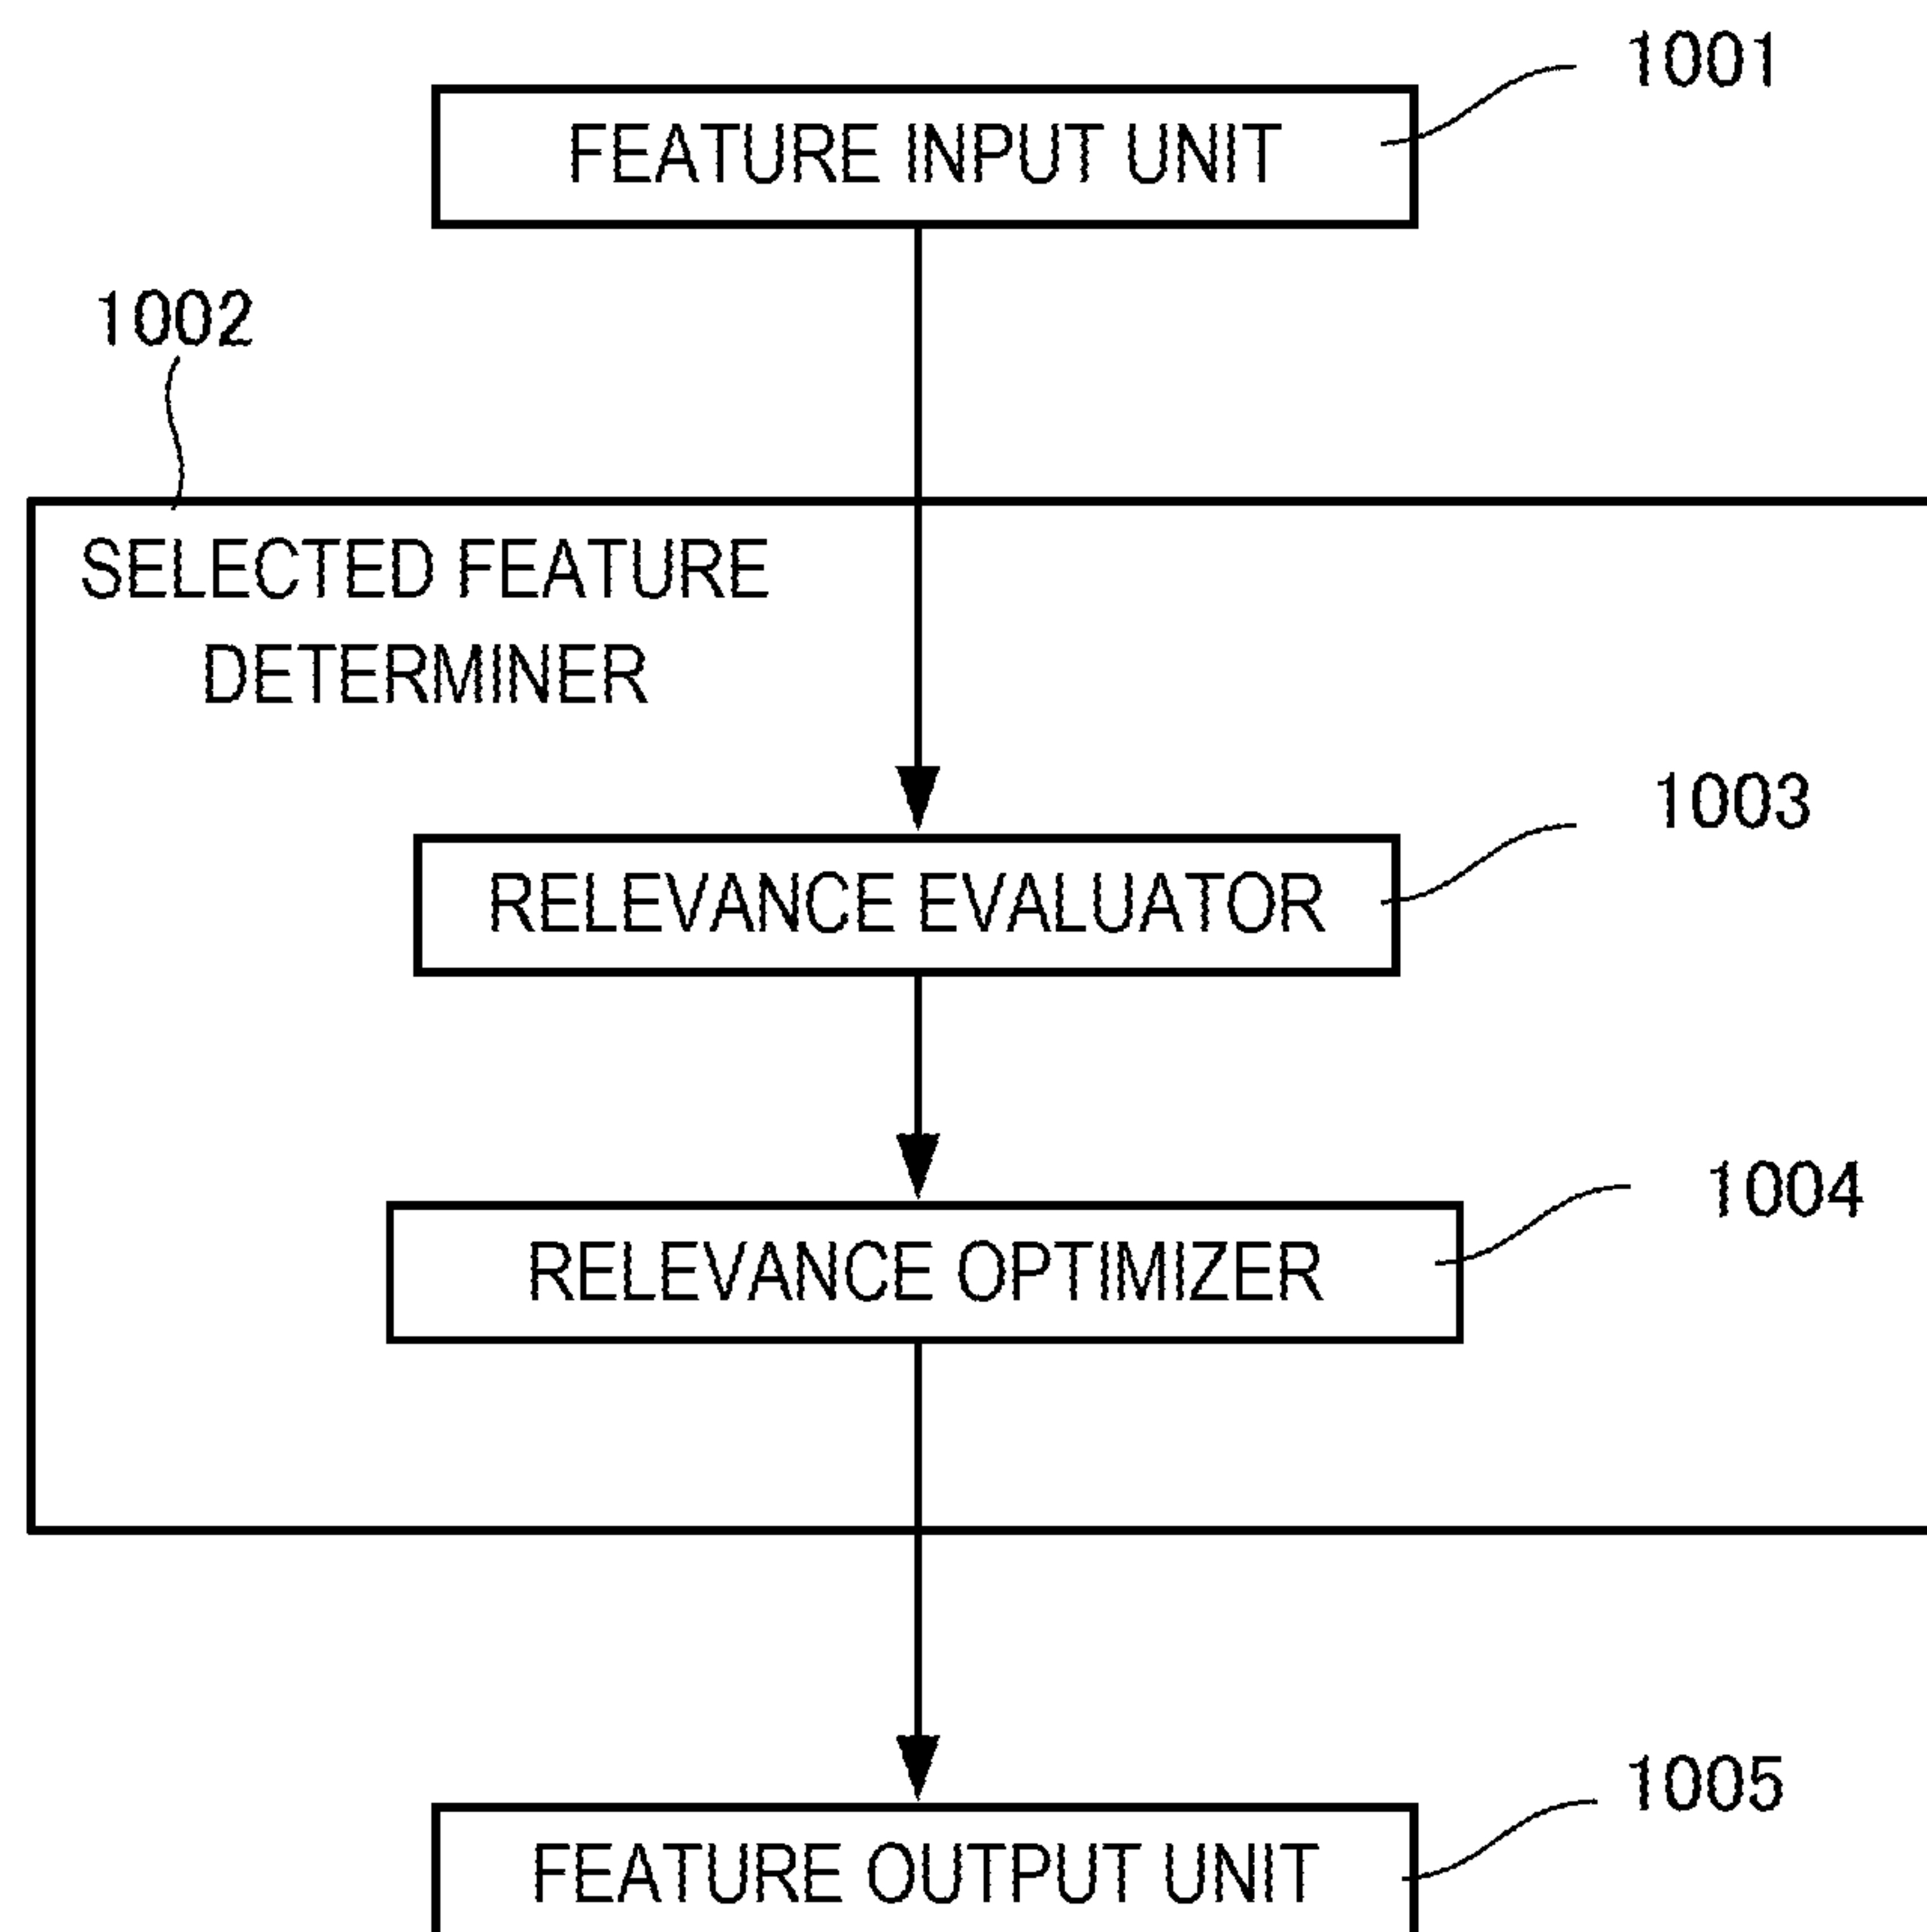 1001
FEATURE INPUT UNIT
1002
SELECTED FEATURE
DETERMINER
1003
RELEVANCE EVALUATOR
1004
RELEVANCE OPTIMIZER
1005
FEATURE OUTPUT UNIT